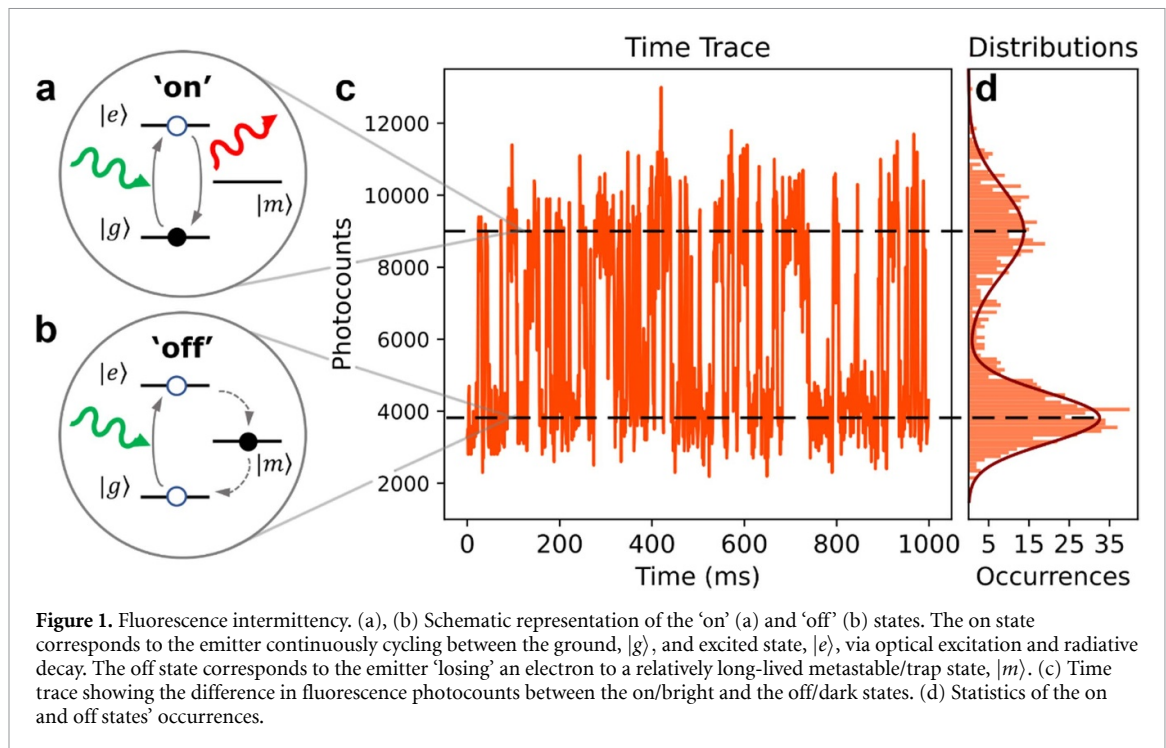 a
'on'
|e⟩
|g⟩
|m⟩
b
'off'
|e⟩
|m⟩
|g⟩
c
Time Trace
Photocounts
12000
10000
8000
6000
4000
2000
0 200 400 600 800 1000
Time (ms)
Distributions
d
5 15 25 35
Occurrences
Figure 1. Fluorescence intermittency. (a), (b) Schematic representation of the 'on' (a) and 'off' (b) states. The on state
corresponds to the emitter continuously cycling between the ground, |g⟩, and excited state, |e⟩, via optical excitation and radiative
decay. The off state corresponds to the emitter 'losing' an electron to a relatively long-lived metastable/trap state, |m⟩. (c) Time
trace showing the difference in fluorescence photocounts between the on/bright and the off/dark states. (d) Statistics of the on
and off states' occurrences.